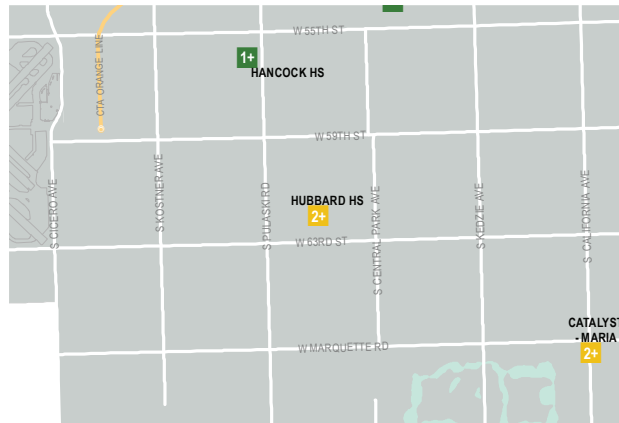 W 55TH ST
1+
HANCOCK HS
CTA ORANGE LINE
W 59TH ST
S CICERO AVE
S KOSTNER AVE
S PULASKI RD
HUBBARD HS
2+
S CENTRAL PARK AVE
S KEDZIE AVE
S CALIFORNIA AVE
W 63RD ST
CATALYST
- MARIA
2+
W MARQUETTE RD